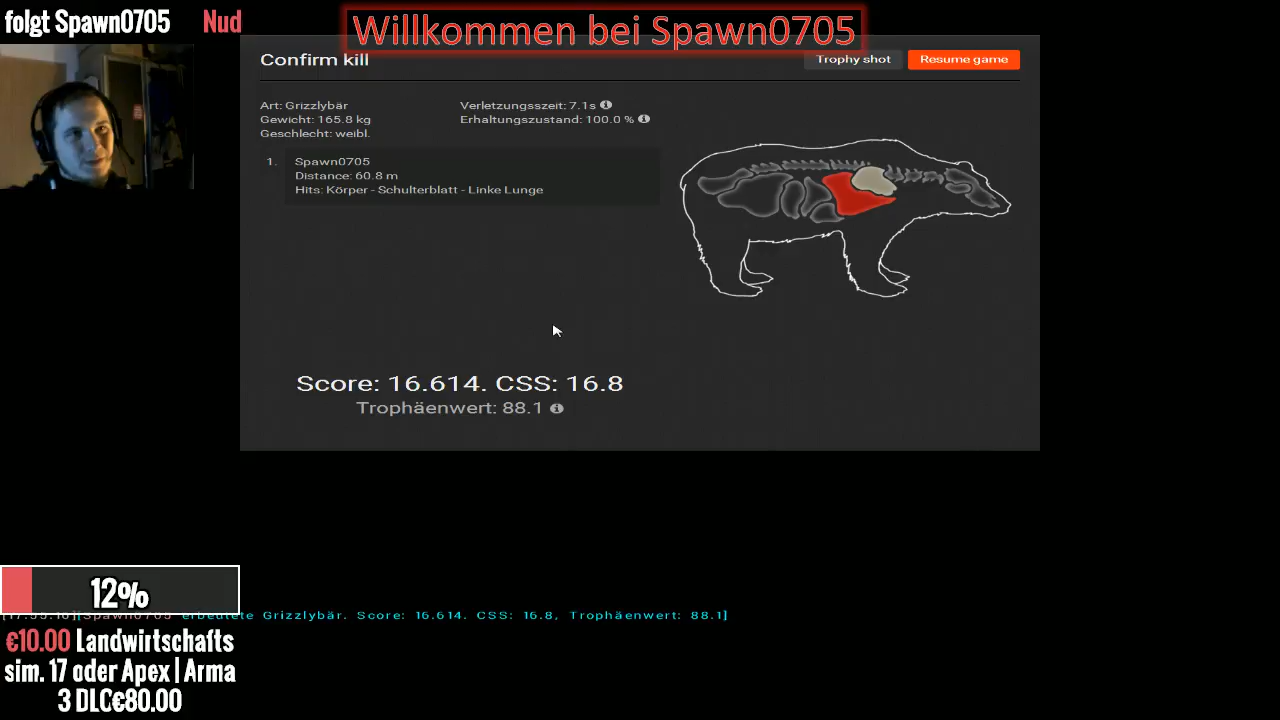 folgt Spawn0705 Nud
Willkommen bei Spawn0705
Confirm kill
Trophy shot
Resume game
Art: Grizzlybär
Gewicht: 165.8 kg
Geschlecht: weibl.
Verletzungsszeit: 7.1s
Erhaltungszustand: 100.0 %
1. Spawn0705
Distance: 60.8 m
Hits: Körper - Schulterblatt - Linke Lunge
Score: 16.614. CSS: 16.8
Trophäenwert: 88.1
12%
erbeutete Grizzlybär. Score: 16.614. CSS: 16.8, Trophäenwert: 88.1]
€10.00 Landwirtschafts
sim. 17 oder Apex | Arma
3 DLC€80.00